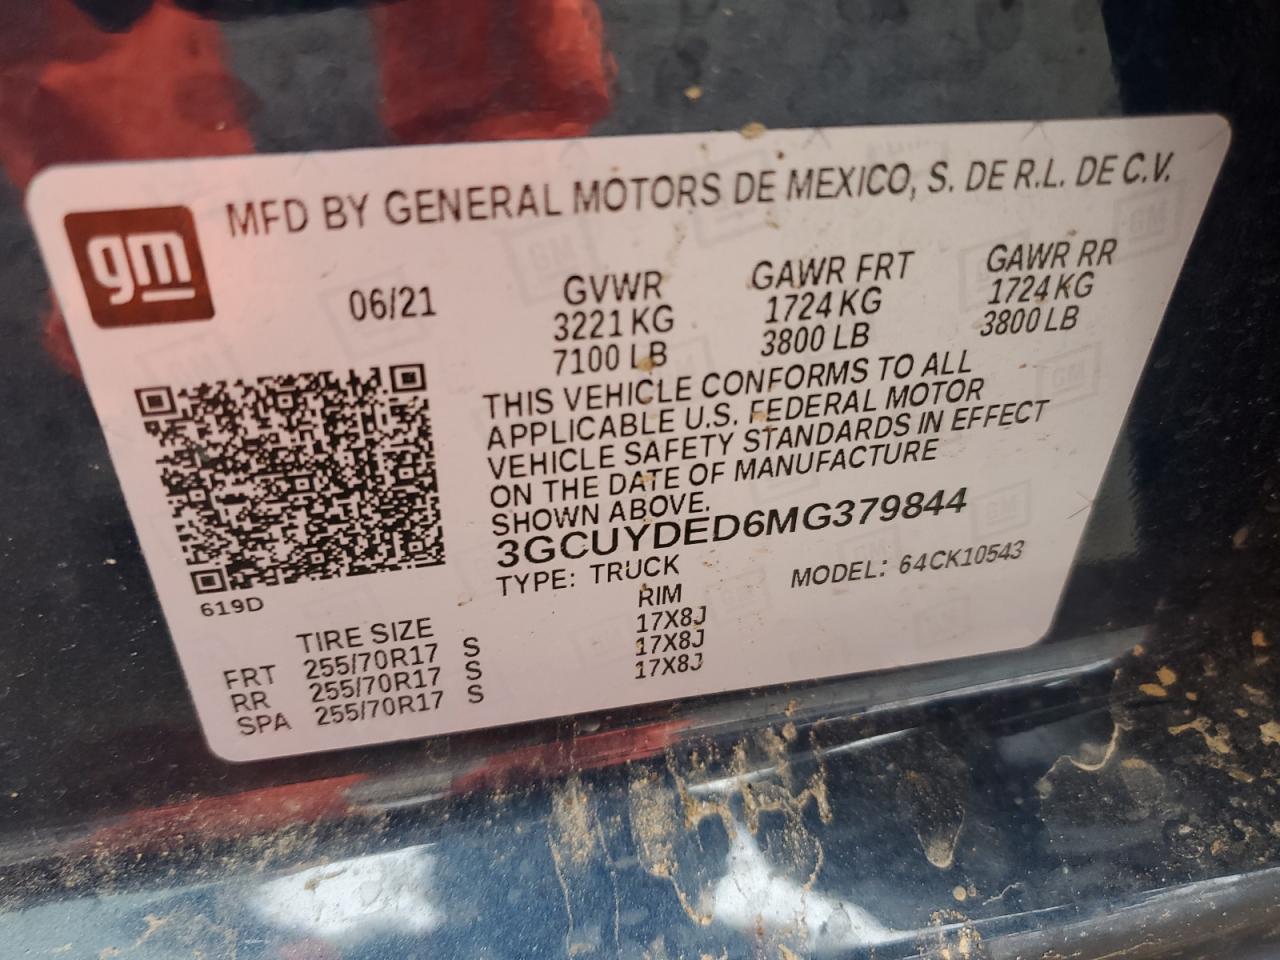 gm
MFD BY GENERAL MOTORS DE MEXICO, S. DE R.L. DE C.V.
06/21
GVWR
3221 KG
7100 LB
GAWR FRT
1724 KG
3800 LB
GAWR RR
1724 KG
3800 LB
THIS VEHICLE CONFORMS TO ALL
APPLICABLE U.S. FEDERAL MOTOR
VEHICLE SAFETY STANDARDS IN EFFECT
ON THE DATE OF MANUFACTURE
SHOWN ABOVE.
3GCUYDED6MG379844
TYPE: TRUCK MODEL: 64CK10543
619D
TIRE SIZE RIM
FRT 255/70R17 S 17X8J
RR 255/70R17 S 17X8J
SPA 255/70R17 S 17X8J